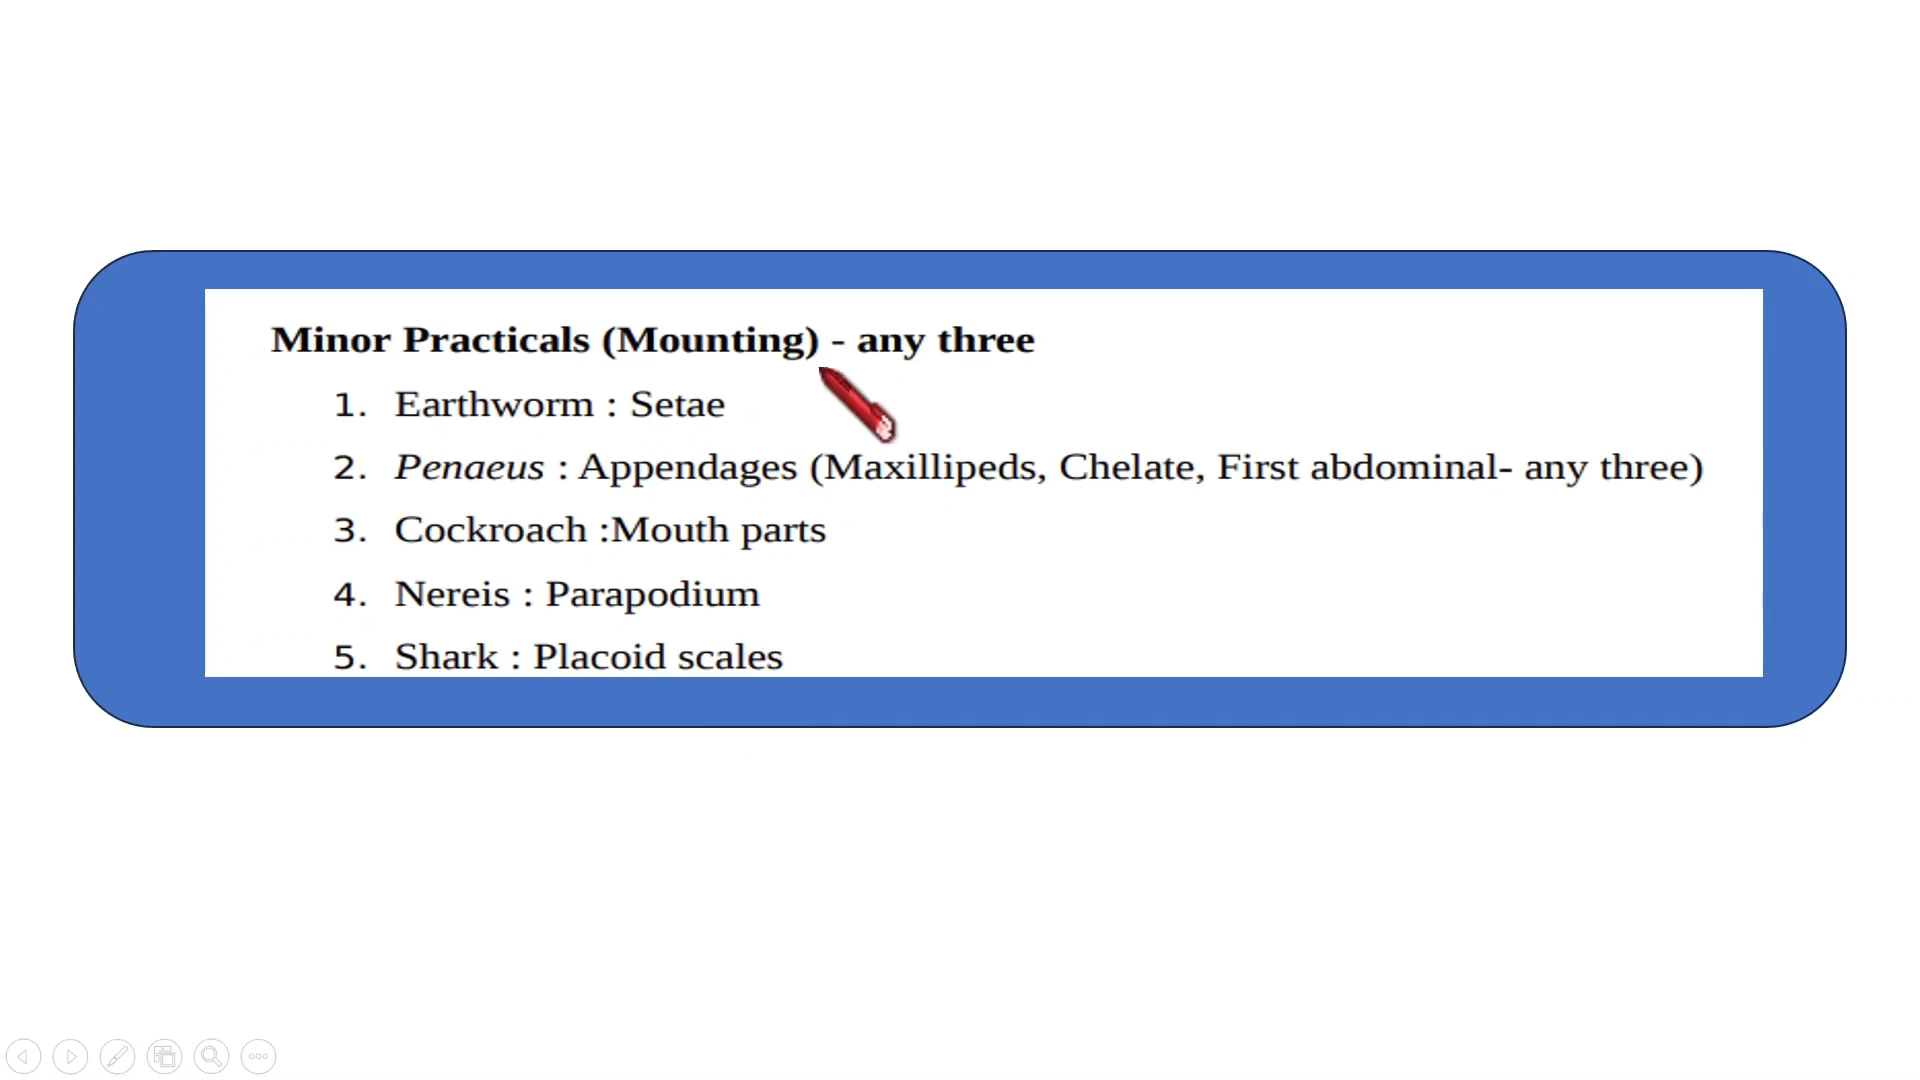 Minor Practicals (Mounting) - any three
1. Earthworm : Setae
2. Penaeus : Appendages (Maxillipeds, Chelate, First abdominal- any three)
3. Cockroach :Mouth parts
4. Nereis : Parapodium
5. Shark : Placoid scales